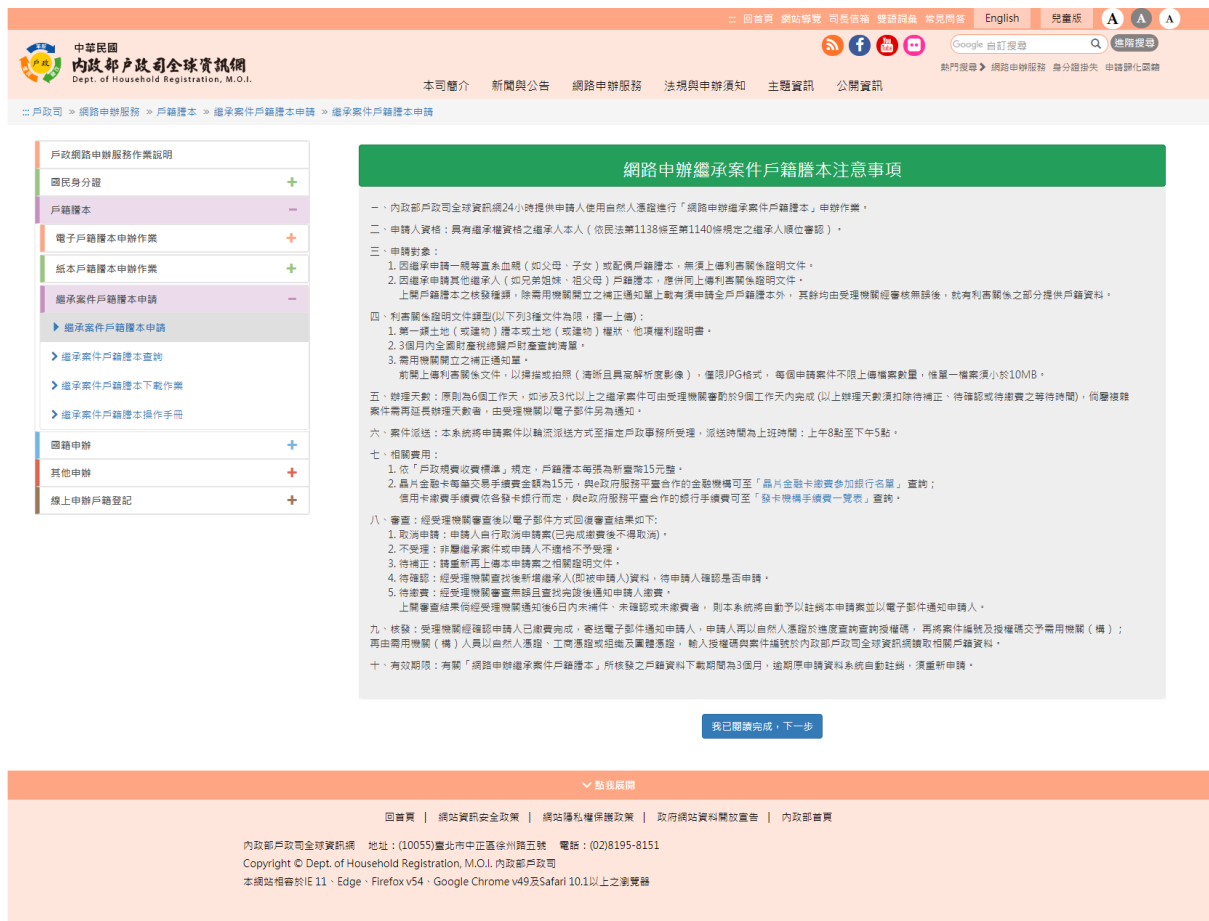 ::: 回首頁 網站導覽 司長信箱 雙語詞彙 常見問答 English 兒童版 A A A
中華民國
內政部戶政司全球資訊網
Dept. of Household Registration, M.O.I.
Google 自訂搜尋 進階搜尋
熱門搜尋 網路申辦服務 身分證掛失 申請歸化國籍
本司簡介 新聞與公告 網路申辦服務 法規與申辦須知 主題資訊 公開資訊
::: 戶政司 » 網路申辦服務 » 戶籍謄本 » 繼承案件戶籍謄本申請 » 繼承案件戶籍謄本申請
戶政網路申辦服務作業說明
國民身分證
戶籍謄本
電子戶籍謄本申辦作業
紙本戶籍謄本申辦作業
繼承案件戶籍謄本申請
繼承案件戶籍謄本申請
繼承案件戶籍謄本查詢
繼承案件戶籍謄本下載作業
繼承案件戶籍謄本操作手冊
國籍申辦
其他申辦
線上申辦戶籍登記
網路申辦繼承案件戶籍謄本注意事項
一、內政部戶政司全球資訊網24小時提供申請人使用自然人憑證進行「網路申辦繼承案件戶籍謄本」申辦作業。
二、申請人資格：具有繼承權資格之繼承人本人（依民法第1138條至第1140條規定之繼承人順位審認）。
三、申請對象：
1. 因繼承申請一親等直系血親（如父母、子女）或配偶戶籍謄本，無須上傳利害關係證明文件。
2. 因繼承申請其他繼承人（如兄弟姐妹、祖父母）戶籍謄本，應併同上傳利害關係證明文件。
上開戶籍謄本之核發種類，除需用機關開立之補正通知單上載有須申請全戶戶籍謄本外， 其餘均由受理機關經審核無誤後，就有利害關係之部分提供戶籍資料。
四、利害關係證明文件類型(以下列3種文件為限，擇一上傳)：
1. 第一類土地（或建物）謄本或土地（或建物）權狀、他項權利證明書。
2. 3個月內全國財產稅總歸戶財產查詢清單。
3. 需用機關開立之補正通知單。
前開上傳利害關係文件，以掃描或拍照（清晰且具高解析度影像），僅限JPG格式， 每個申請案件不限上傳檔案數量，惟單一檔案須小於10MB。
五、辦理天數：原則為6個工作天，如涉及3代以上之繼承案件可由受理機關審酌於9個工作天內完成 (以上辦理天數須扣除待補正、待確認或待繳費之等待時間)，倘屬複雜
案件需再延長辦理天數者，由受理機關以電子郵件另為通知。
六、案件派送：本系統將申請案件以輪流派送方式至指定戶政事務所受理，派送時間為上班時間：上午8點至下午5點。
七、相關費用：
1. 依「戶政規費收費標準」規定，戶籍謄本每張為新臺幣15元整。
2. 晶片金融卡每筆交易手續費金額為15元，與e政府服務平臺合作的金融機構可至「晶片金融卡繳費參加銀行名單」 查詢；
信用卡繳費手續費依各發卡銀行而定，與e政府服務平臺合作的銀行手續費可至「發卡機構手續費一覽表」查詢。
八、審查：經受理機關審查後以電子郵件方式回復審查結果如下:
1. 取消申請：申請人自行取消申請案(已完成繳費後不得取消)。
2. 不受理：非屬繼承案件或申請人不適格不予受理。
3. 待補正：請重新再上傳本申請案之相關證明文件。
4. 待確認：經受理機關查找後新增繼承人(即被申請人)資料，待申請人確認是否申請。
5. 待繳費：經受理機關審查無誤且查找完竣後通知申請人繳費。
上開審查結果倘經受理機關通知後6日內未補件、未確認或未繳費者， 則本系統將自動予以註銷本申請案並以電子郵件通知申請人。
九、核發：受理機關經確認申請人已繳費完成，寄送電子郵件通知申請人，申請人再以自然人憑證於進度查詢查詢授權碼， 再將案件編號及授權碼交予需用機關（構）；
再由需用機關（構）人員以自然人憑證、工商憑證或組織及團體憑證， 輸入授權碼與案件編號於內政部戶政司全球資訊網讀取相關戶籍資料。
十、有效期限：有關「網路申辦繼承案件戶籍謄本」所核發之戶籍資料下載期間為3個月，逾期原申請資料系統自動註銷，須重新申請。
我已閱讀完成，下一步
點我展開
回首頁 | 網站資訊安全政策 | 網站隱私權保護政策 | 政府網站資料開放宣告 | 內政部首頁
內政部戶政司全球資訊網 地址：(10055)臺北市中正區徐州路五號 電話：(02)8195-8151
Copyright © Dept. of Household Registration, M.O.I. 內政部戶政司
本網站相容於IE 11、Edge、Firefox v54、Google Chrome v49及Safari 10.1以上之瀏覽器